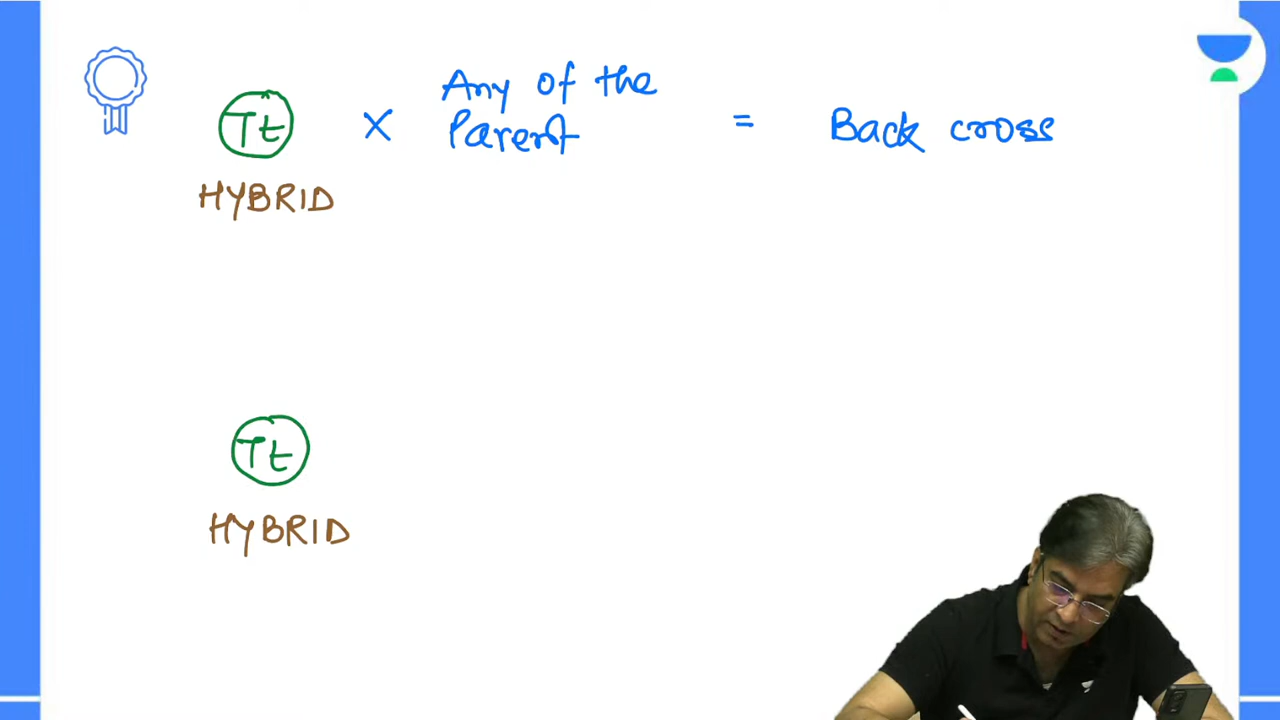 Tt × Any of the Parent = Back cross
HYBRID
Tt
HYBRID